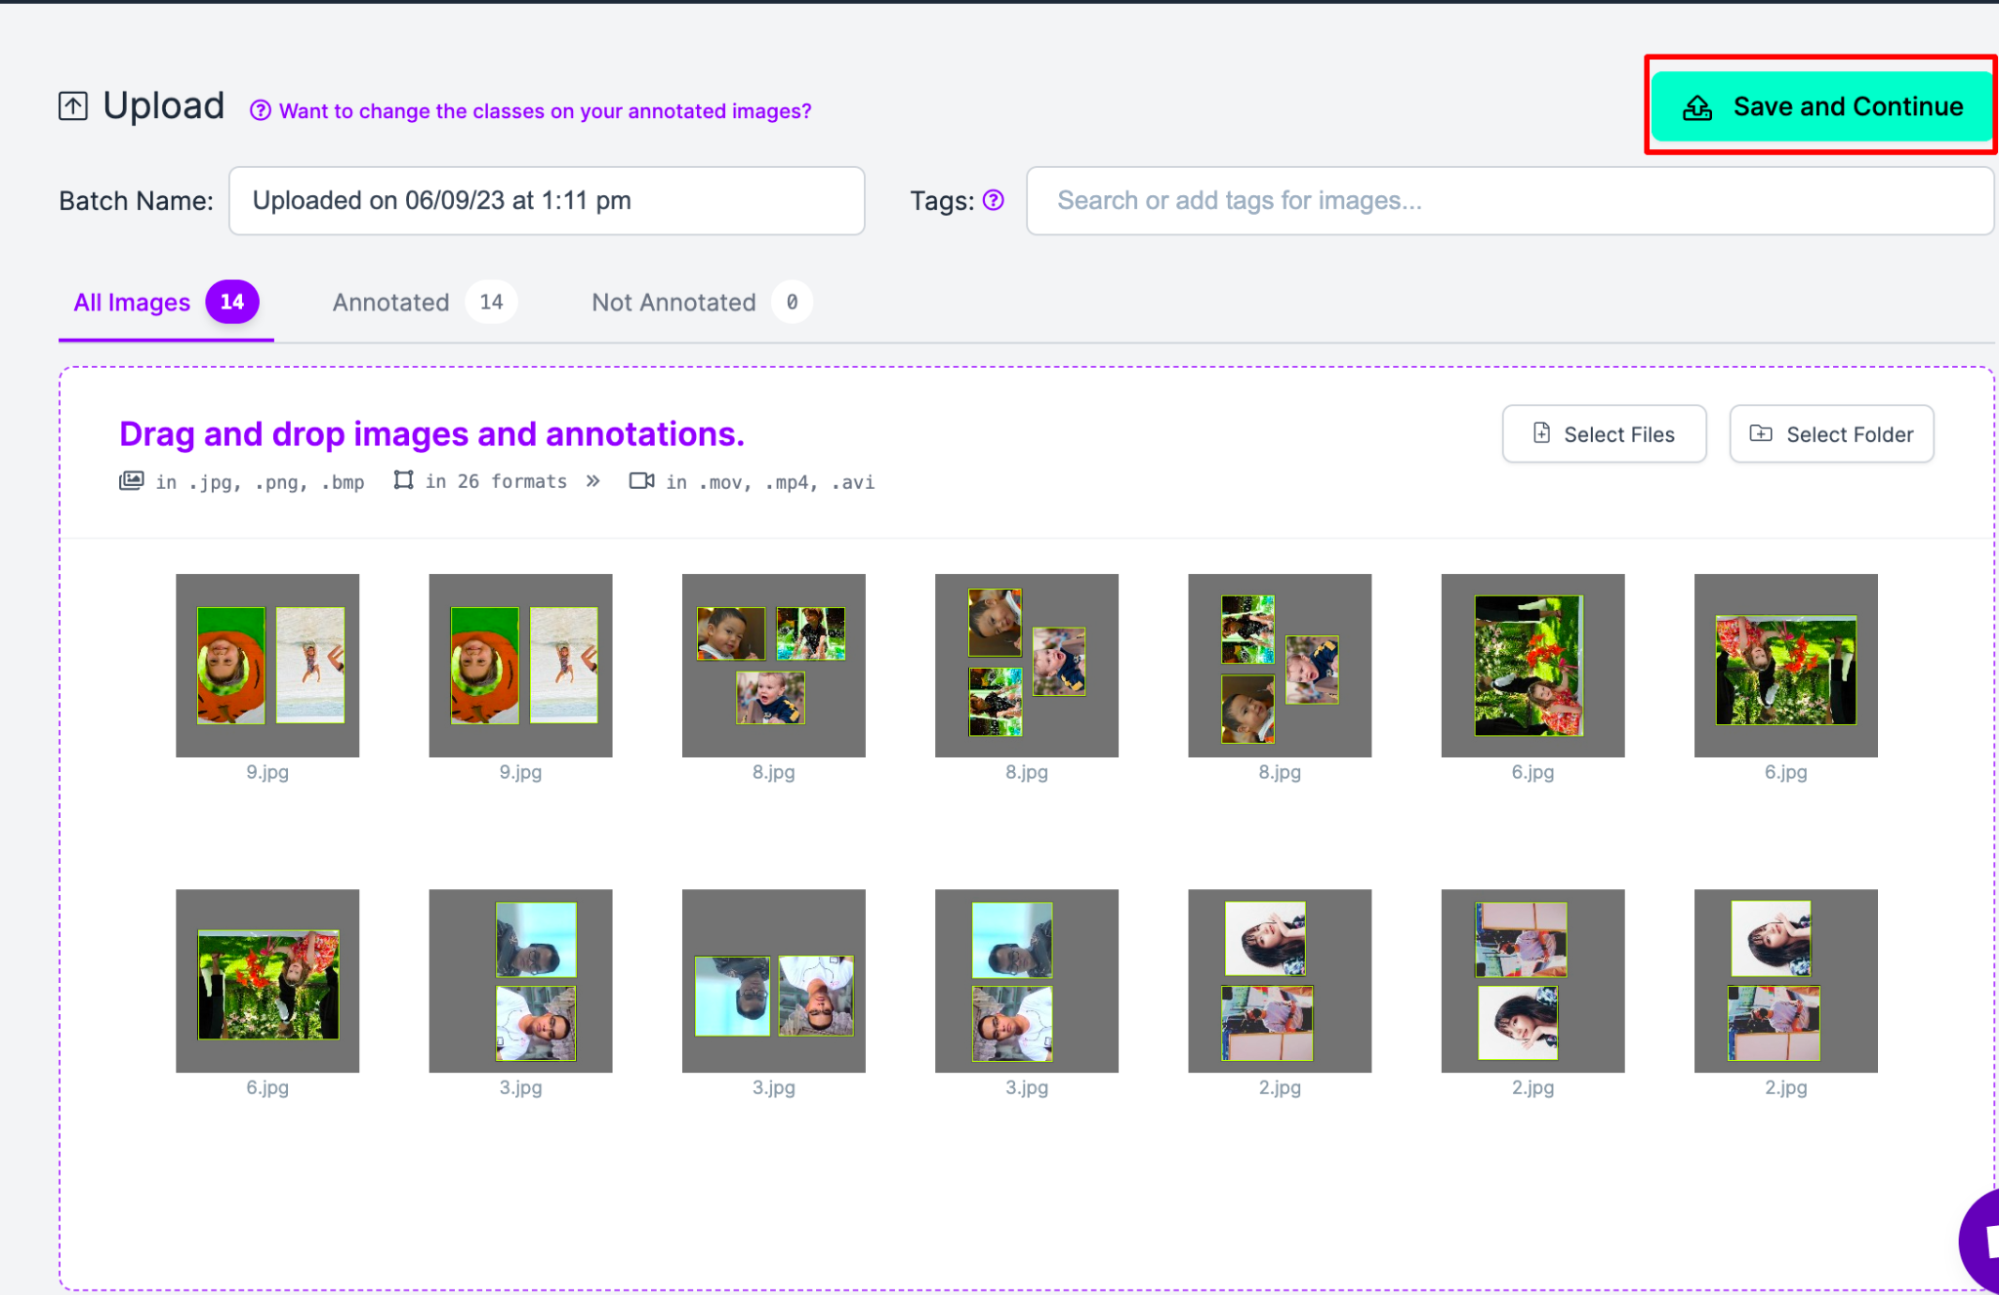 Upload
Want to change the classes on your annotated images?
Save and Continue
Batch Name:
Uploaded on 06/09/23 at 1:11 pm
Tags:
Search or add tags for images...
All Images 14
Annotated 14
Not Annotated 0
Drag and drop images and annotations.
in .jpg, .png, .bmp
in 26 formats »
in .mov, .mp4, .avi
Select Files
Select Folder
9.jpg
9.jpg
8.jpg
8.jpg
8.jpg
6.jpg
6.jpg
6.jpg
3.jpg
3.jpg
3.jpg
2.jpg
2.jpg
2.jpg